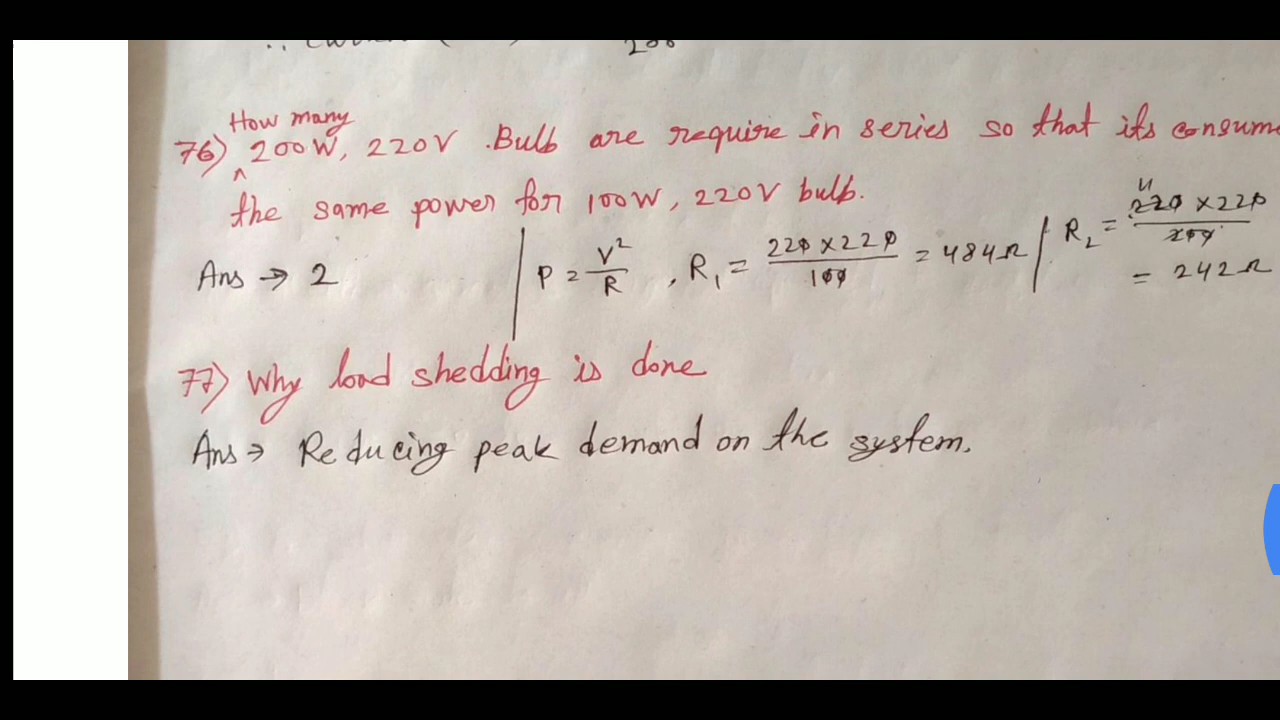 200
How many
76) 200W, 220V . Bulb are require in series so that its consum
the same power for 100W, 220V bulb.
Ans → 2 | P = V²/R , R₁ = 220 × 220 / 100 = 484Ω | R₂ = 220 × 220 / 200
11
= 242Ω
77) Why load shedding is done
Ans → Reducing peak demand on the system.